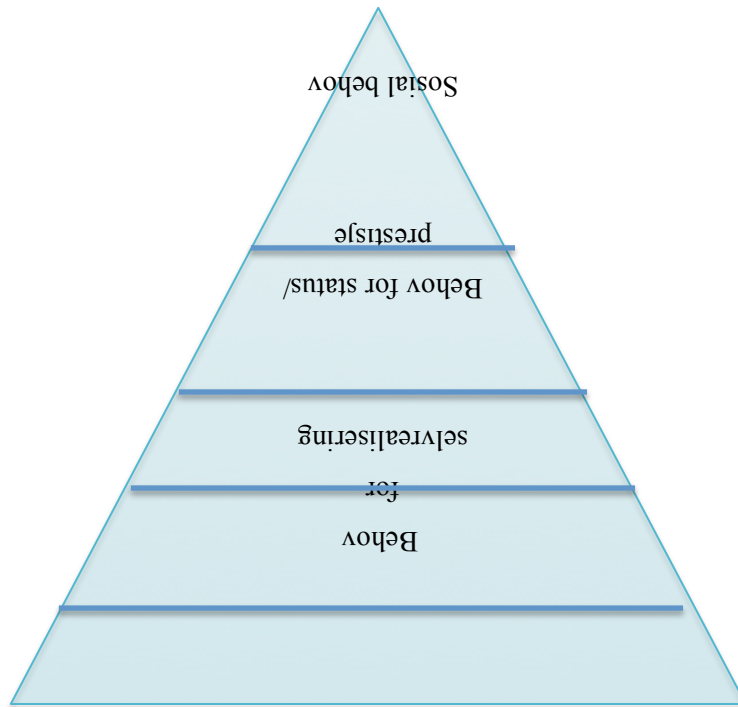 Behov
for
selvrealisering
Behov for status/
prestisje
Sosial behov